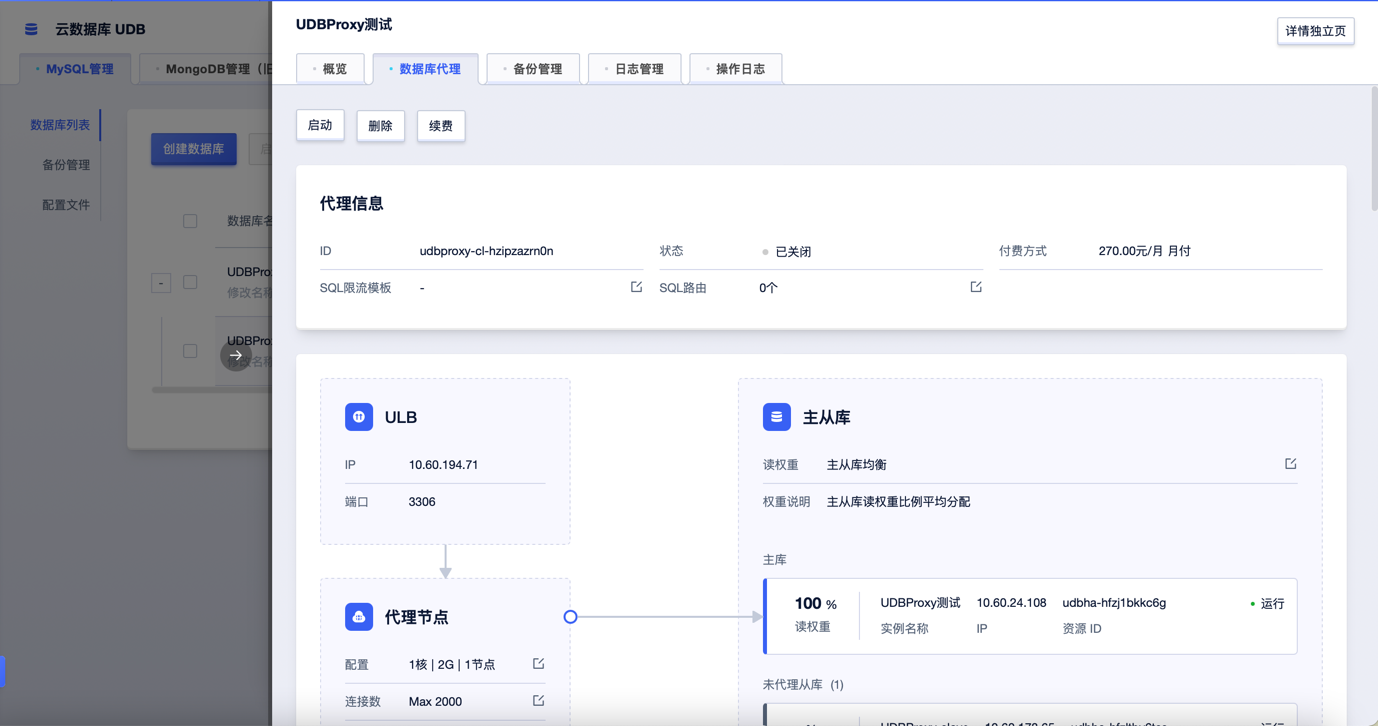 云数据库 UDB
UDBProxy测试
详情独立页
MySQL管理
MongoDB管理（旧
概览
数据库代理
备份管理
日志管理
操作日志
数据库列表
备份管理
配置文件
创建数据库
启动
删除
续费
数据库名
UDBPro
修改名称
UDBPro
修改名称
代理信息
ID udbproxy-cl-hzipzazrn0n
状态 已关闭
付费方式 270.00元/月 月付
SQL限流模板 -
SQL路由 0个
ULB
IP 10.60.194.71
端口 3306
代理节点
配置 1核 | 2G | 1节点
连接数 Max 2000
主从库
读权重 主从库均衡
权重说明 主从库读权重比例平均分配
主库
100 % UDBProxy测试 10.60.24.108 udbha-hfzj1bkkc6g 运行
读权重 实例名称 IP 资源 ID
未代理从库 (1)